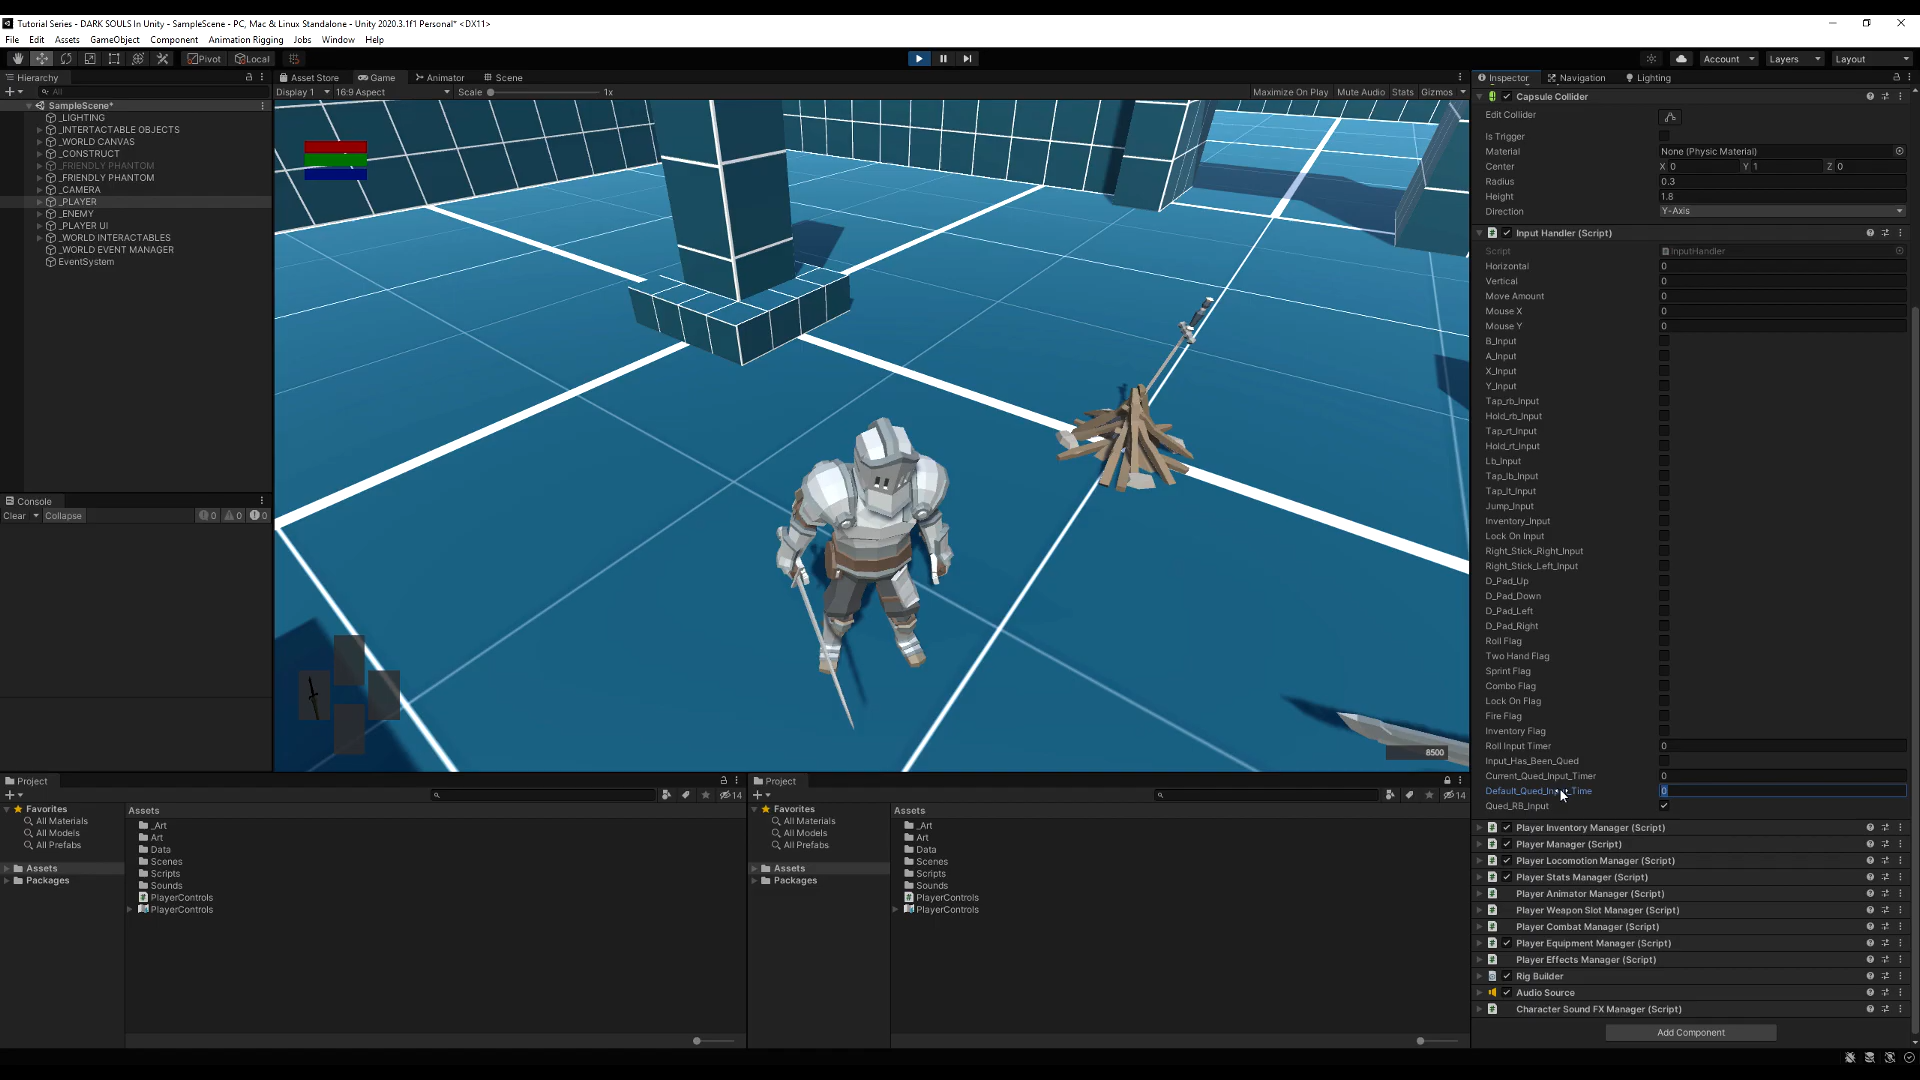 Tutorial Series - DARK SOULS In Unity - SampleScene - PC, Mac & Linux Standalone - Unity 2020.3.1f1 Personal* <DX11>
File Edit Assets GameObject Component Animation Rigging Jobs Window Help
Pivot Local Account Layers Layout
Hierarchy
All
SampleScene*
_LIGHTING
_INTERTACTABLE OBJECTS
_WORLD CANVAS
_CONSTRUCT
_FRIENDLY PHANTOM
_FRIENDLY PHANTOM
_CAMERA
_PLAYER
_ENEMY
_PLAYER UI
_WORLD INTERACTABLES
_WORLD EVENT MANAGER
EventSystem
Console
Clear Collapse 0 0 0
Asset Store Game Animator Scene
Display 1 16:9 Aspect Scale 1x Maximize On Play Mute Audio Stats Gizmos
8500
Project
14
Favorites
All Materials
All Models
All Prefabs
Assets
Packages
Assets
_Art
Art
Data
Scenes
Scripts
Sounds
PlayerControls
PlayerControls
Project
14
Favorites
All Materials
All Models
All Prefabs
Assets
Packages
Assets
_Art
Art
Data
Scenes
Scripts
Sounds
PlayerControls
PlayerControls
Inspector Navigation Lighting
Capsule Collider
Edit Collider
Is Trigger
Material None (Physic Material)
Center X 0 Y 1 Z 0
Radius 0.3
Height 1.8
Direction Y-Axis
Input Handler (Script)
Script InputHandler
Horizontal 0
Vertical 0
Move Amount 0
Mouse X 0
Mouse Y 0
B_Input
A_Input
X_Input
Y_Input
Tap_rb_Input
Hold_rb_Input
Tap_rt_Input
Hold_rt_Input
Lb_Input
Tap_lb_Input
Tap_lt_Input
Jump_Input
Inventory_Input
Lock On Input
Right_Stick_Right_Input
Right_Stick_Left_Input
D_Pad_Up
D_Pad_Down
D_Pad_Left
D_Pad_Right
Roll Flag
Two Hand Flag
Sprint Flag
Combo Flag
Lock On Flag
Fire Flag
Inventory Flag
Roll Input Timer 0
Input_Has_Been_Qued
Current_Qued_Input_Timer 0
Default_Qued_Input_Time 0
Qued_RB_Input
Player Inventory Manager (Script)
Player Manager (Script)
Player Locomotion Manager (Script)
Player Stats Manager (Script)
Player Animator Manager (Script)
Player Weapon Slot Manager (Script)
Player Combat Manager (Script)
Player Equipment Manager (Script)
Player Effects Manager (Script)
Rig Builder
Audio Source
Character Sound FX Manager (Script)
Add Component